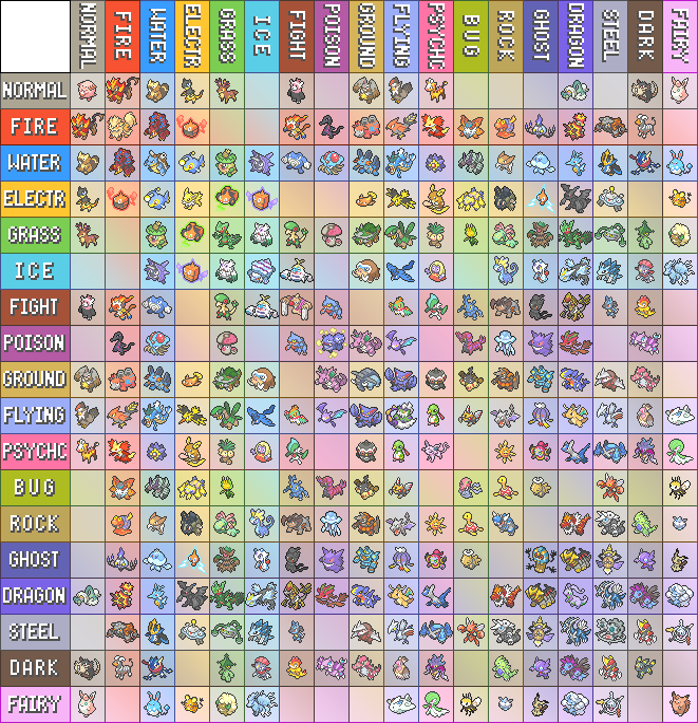 NORMAL FIRE WATER ELECTR GRASS ICE FIGHT POISON GROUND FLYING PSYCHC BUG ROCK GHOST DRAGON STEEL DARK FAIRY
NORMAL
FIRE
WATER
ELECTR
GRASS
ICE
FIGHT
POISON
GROUND
FLYING
PSYCHC
BUG
ROCK
GHOST
DRAGON
STEEL
DARK
FAIRY